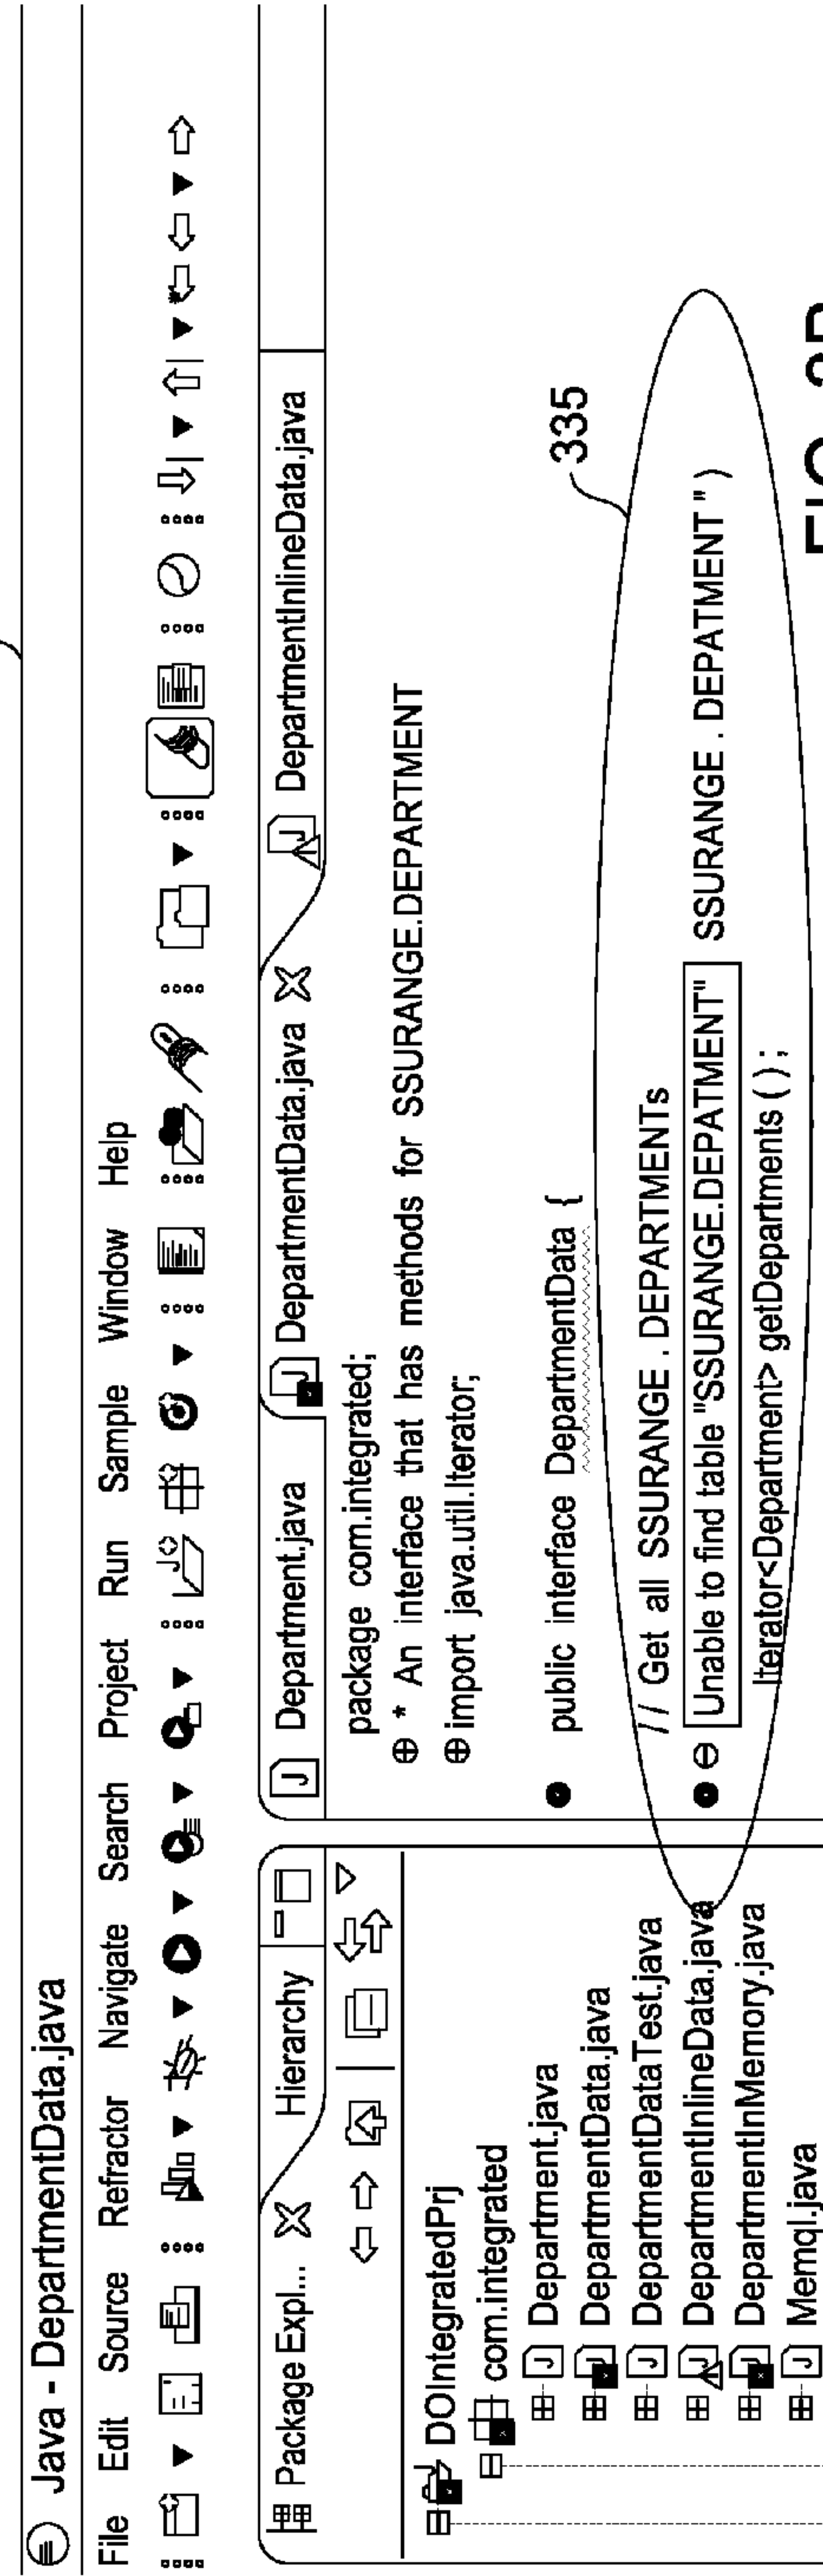 Java - DepartmentData.java
File Edit Source Refractor Navigate Search Project Run Sample Window Help
Package Expl... Hierarchy
DOIntegratedPrj
com.integrated
Department.java
DepartmentData.java
DepartmentDataTest.java
DepartmentInlineData.java
DepartmentInMemory.java
Memql.java
Department.java DepartmentData.java DepartmentInlineData.java
package com.integrated;
* An interface that has methods for SSURANGE.DEPARTMENT
import java.util.Iterator;
public interface DepartmentData {
// Get all SSURANGE . DEPARTMENTs
Unable to find table "SSURANGE.DEPATMENT" SSURANGE . DEPATMENT " )
Iterator<Department> getDepartments ( ) ;
335